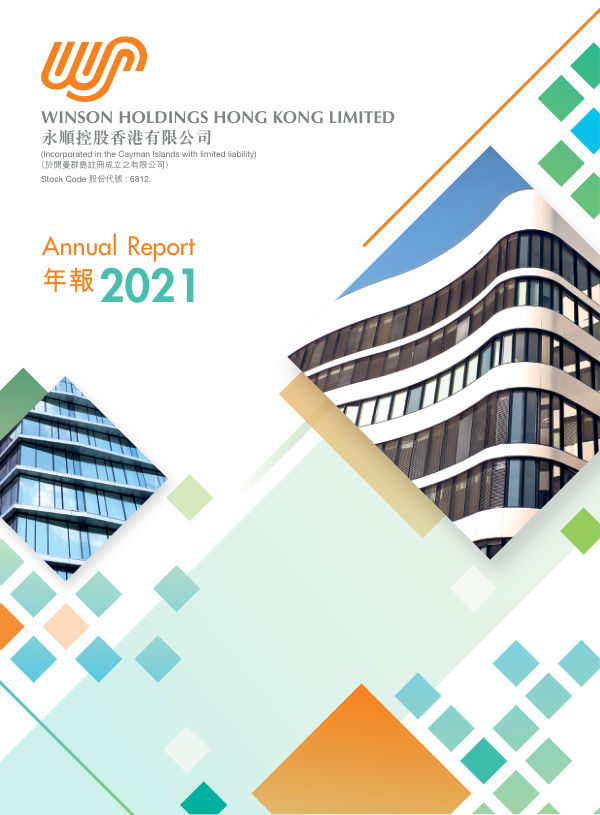 WINSON HOLDINGS HONG KONG LIMITED
永順控股香港有限公司
(Incorporated in the Cayman Islands with limited liability)
(於開曼群島註冊成立之有限公司)
Stock Code 股份代號 : 6812
Annual Report
年報 2021